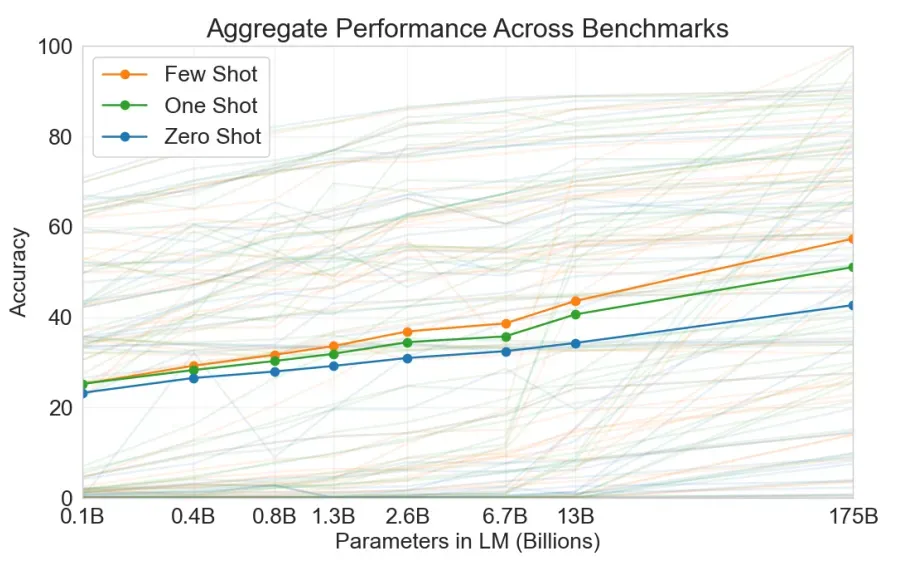 Aggregate Performance Across Benchmarks
100
80
60
40
20
0
Accuracy
Few Shot
One Shot
Zero Shot
0.1B 0.4B 0.8B 1.3B 2.6B 6.7B 13B 175B
Parameters in LM (Billions)